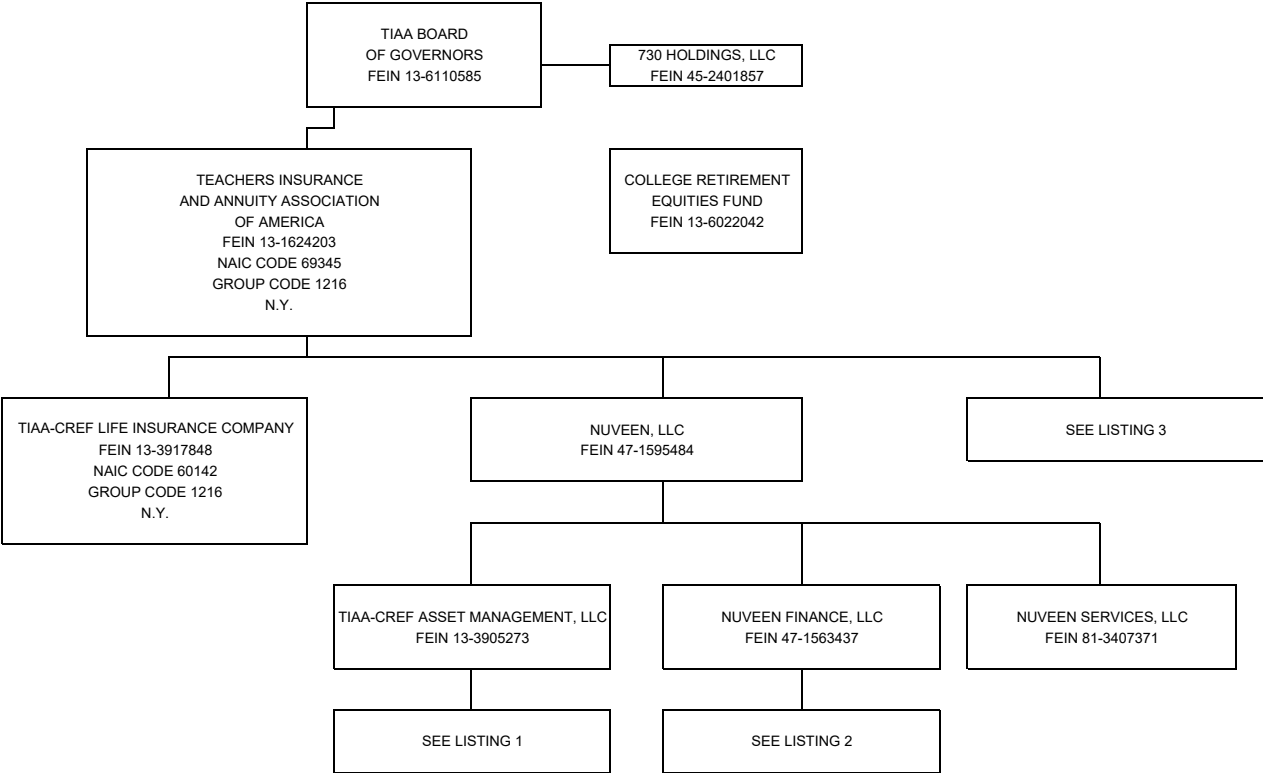 TIAA BOARD
OF GOVERNORS
FEIN 13-6110585
730 HOLDINGS, LLC
FEIN 45-2401857
TEACHERS INSURANCE
AND ANNUITY ASSOCIATION
OF AMERICA
FEIN 13-1624203
NAIC CODE 69345
GROUP CODE 1216
N.Y.
COLLEGE RETIREMENT
EQUITIES FUND
FEIN 13-6022042
TIAA-CREF LIFE INSURANCE COMPANY
FEIN 13-3917848
NAIC CODE 60142
GROUP CODE 1216
N.Y.
NUVEEN, LLC
FEIN 47-1595484
SEE LISTING 3
TIAA-CREF ASSET MANAGEMENT, LLC
FEIN 13-3905273
NUVEEN FINANCE, LLC
FEIN 47-1563437
NUVEEN SERVICES, LLC
FEIN 81-3407371
SEE LISTING 1
SEE LISTING 2